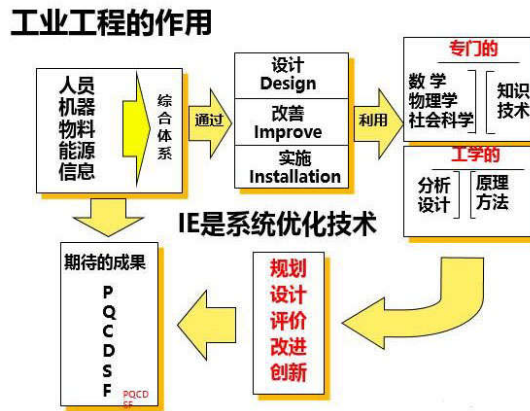 工业工程的作用
人员
机器
物料
能源
信息
综合体系
通过
设计
Design
改善
Improve
实施
Installation
利用
专门的
数学
物理学
社会科学
知识
技术
工学的
分析
设计
原理
方法
IE是系统优化技术
期待的成果
P
Q
C
D
S
F
PQCD
SF
规划
设计
评价
改进
创新